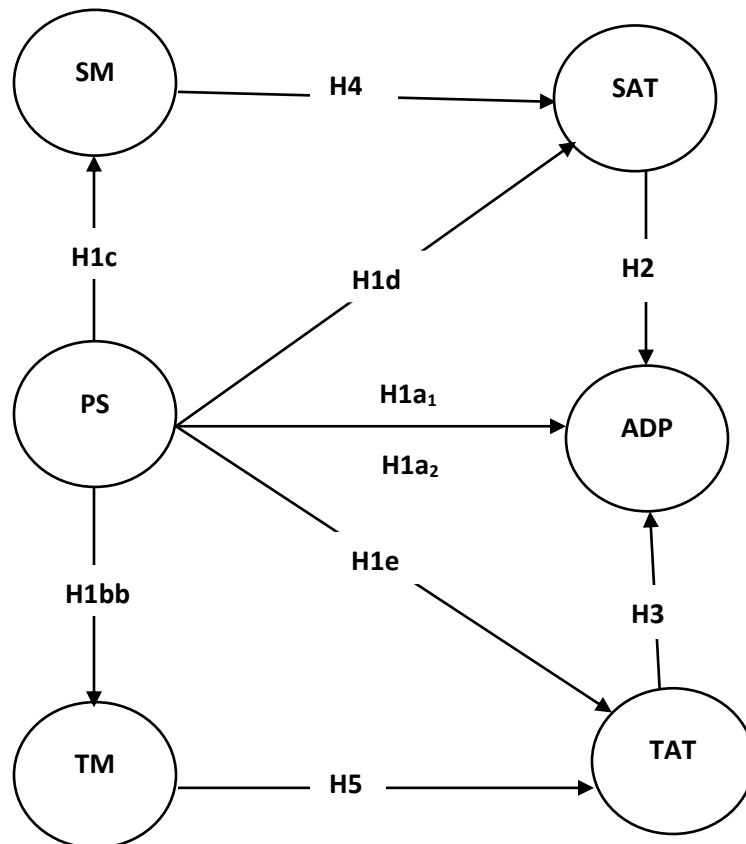 SM
H4
SAT
H1c
H1d
H2
PS
H1a₁
ADP
H1a₂
H1e
H1bb
H3
TM
H5
TAT